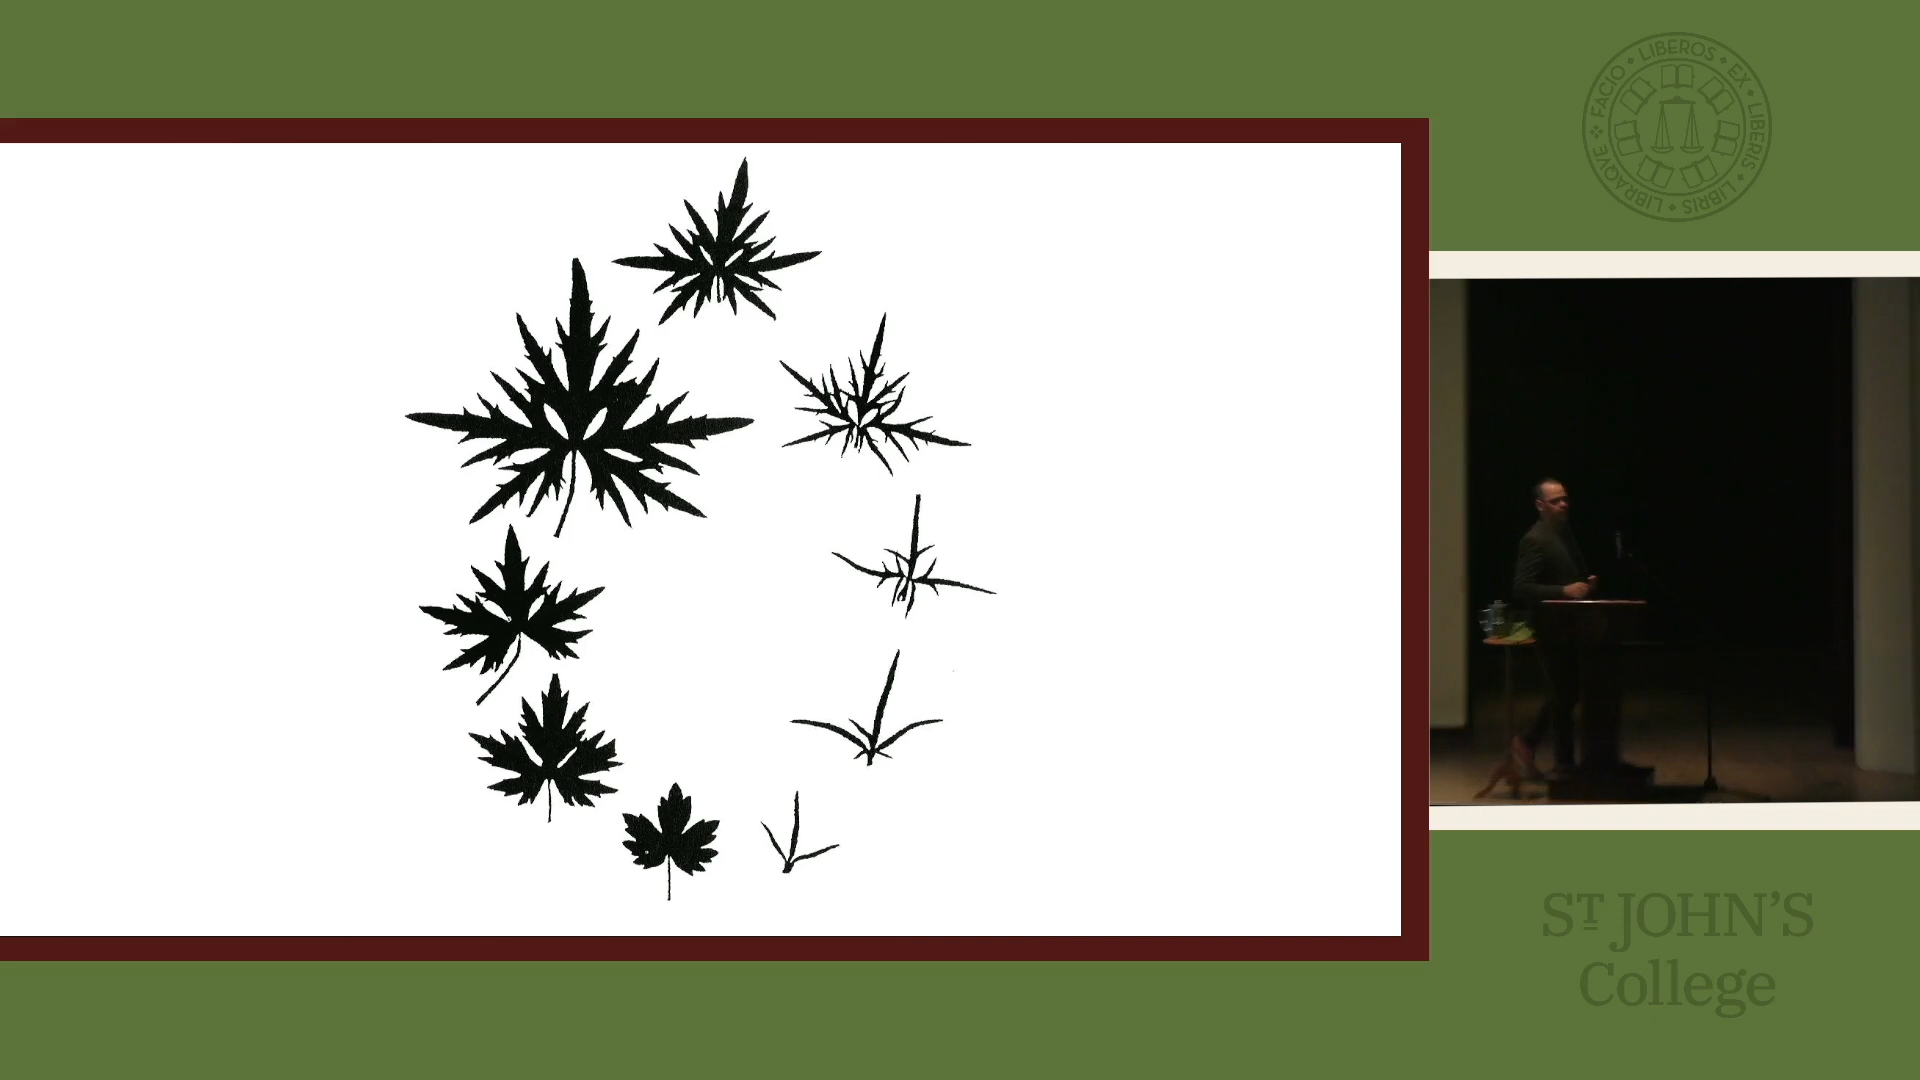 FACIO · LIBEROS · EX · LIBERIS · LIBRIS · LIBRAQVE
ST JOHN'S
College